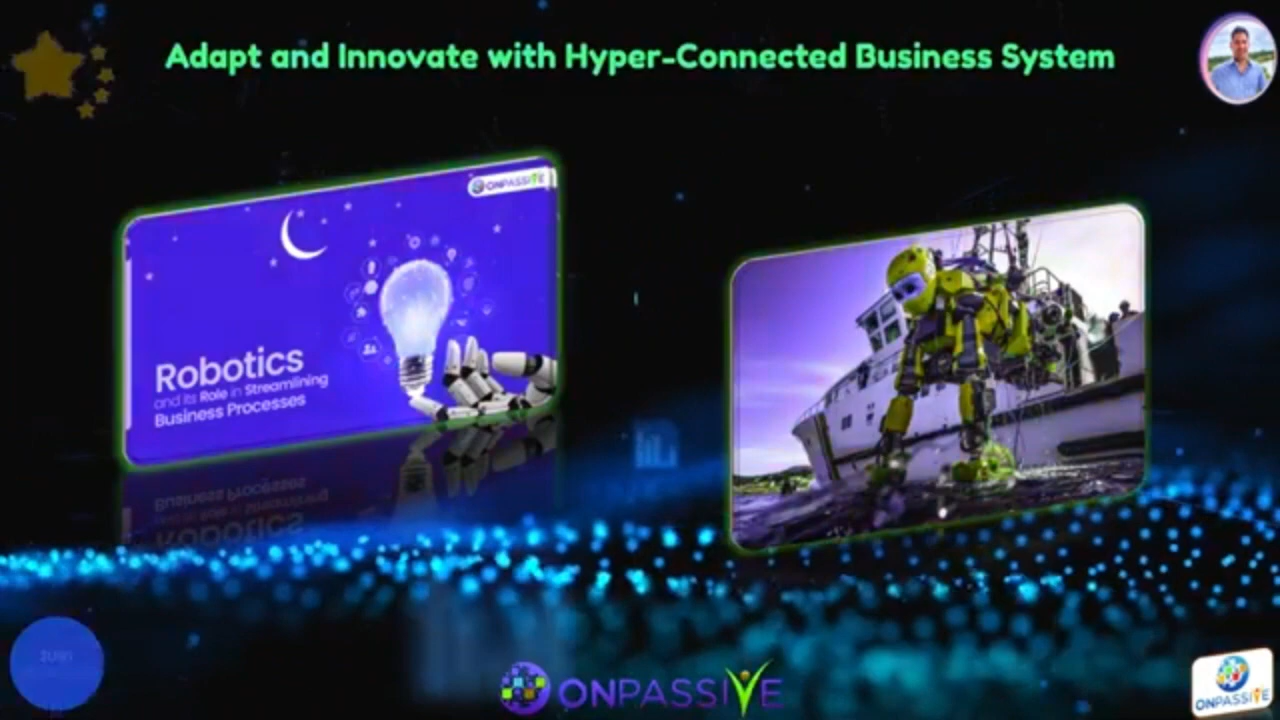 Adapt and Innovate with Hyper-Connected Business System
ONPASSIVE
Robotics
and its Role in Streamlining
Business Processes
ONPASSIVE
ONPASSIVE